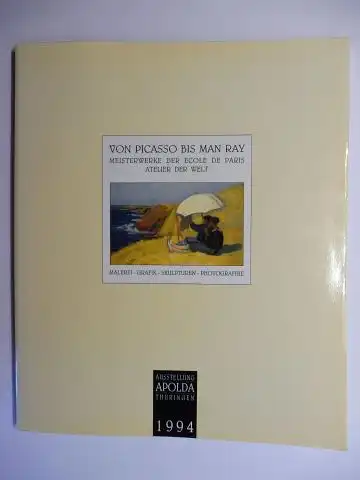 VON PICASSO BIS MAN RAY
MEISTERWERKE DER ECOLE DE PARIS
ATELIER DER WELT
MALEREI · GRAFIK · SKULPTUREN · PHOTOGRAPHIE
AUSSTELLUNG
APOLDA
THÜRINGEN
1994